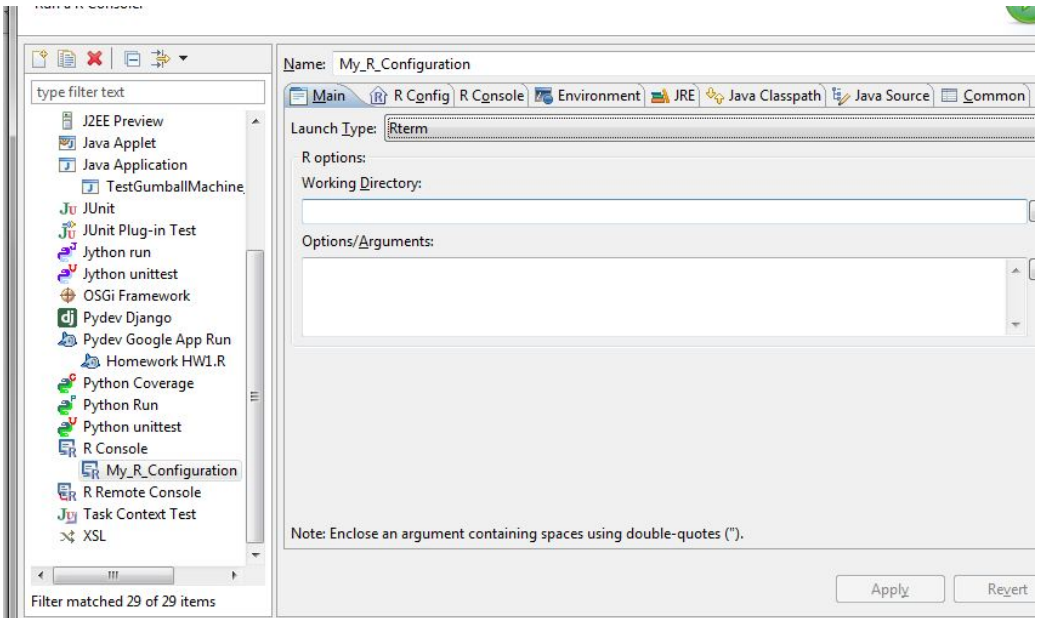 Run a R Console.
Name: My_R_Configuration
type filter text
Main R Config R Console Environment JRE Java Classpath Java Source Common
J2EE Preview
Java Applet
Java Application
TestGumballMachine
JUnit
JUnit Plug-in Test
Jython run
Jython unittest
OSGi Framework
Pydev Django
Pydev Google App Run
Homework HW1.R
Python Coverage
Python Run
Python unittest
R Console
My_R_Configuration
R Remote Console
Task Context Test
XSL
Filter matched 29 of 29 items
Launch Type: Rterm
R options:
Working Directory:
Options/Arguments:
Note: Enclose an argument containing spaces using double-quotes (").
Apply Revert